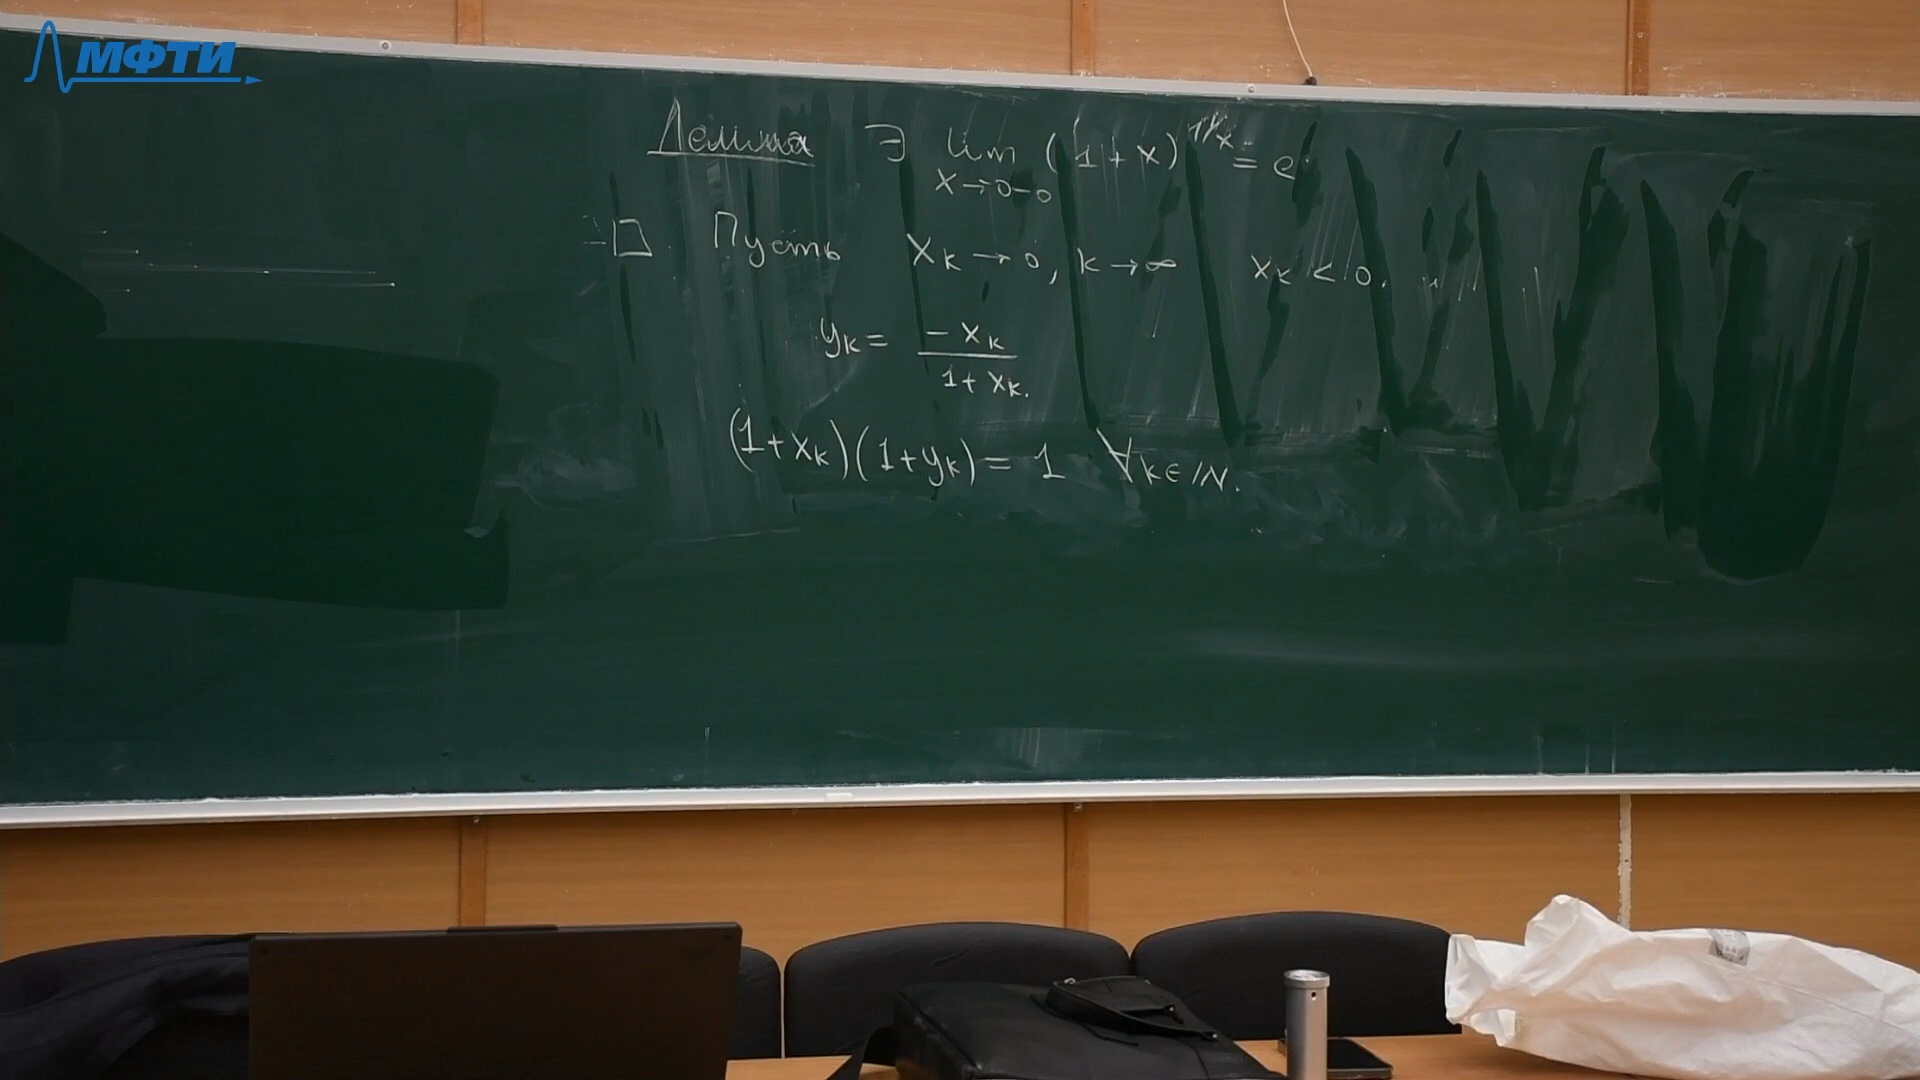 МФТИ
Лемма ∃ lim (1+x)^{1/x} = e.
x→0-0
□. Пусть x_k → 0, k → ∞ x_k < 0.
y_k = -x_k / 1+x_k.
(1+x_k)(1+y_k) = 1 ∀k∈ℕ.